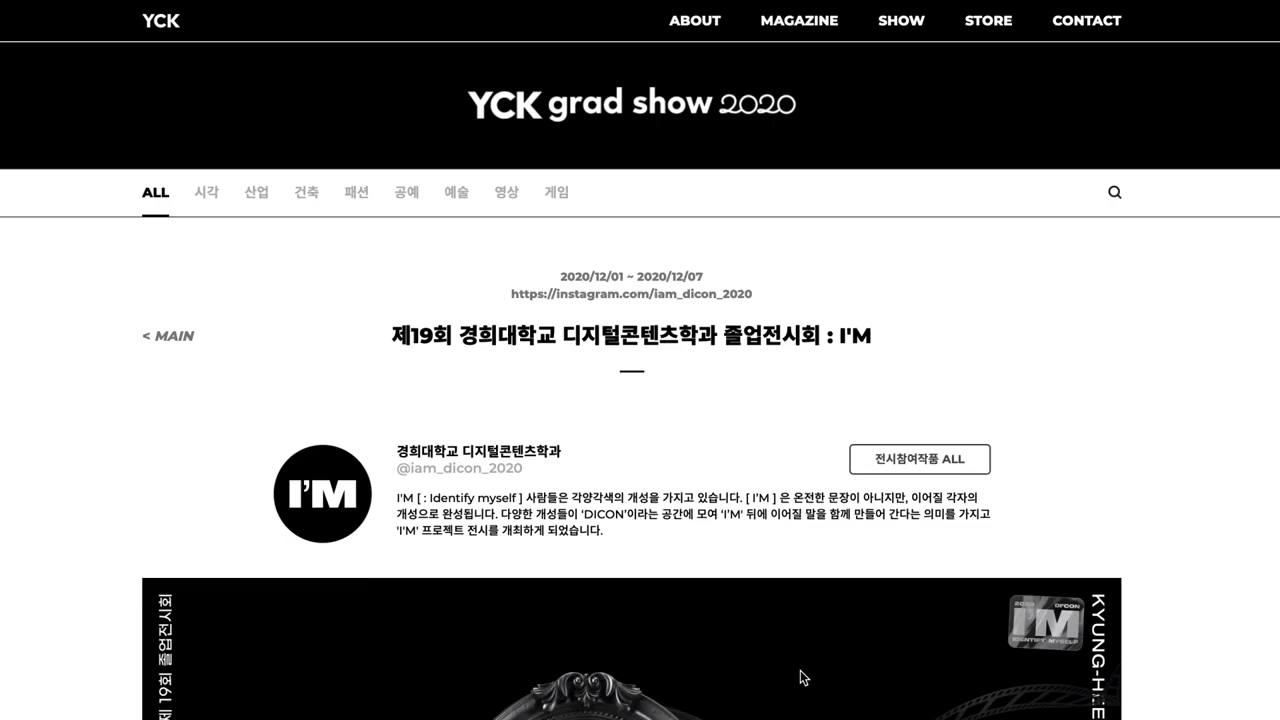 YCK
ABOUT
MAGAZINE
SHOW
STORE
CONTACT
YCK grad show 2020
ALL
시각
산업
건축
패션
공예
예술
영상
게임
2020/12/01 ~ 2020/12/07
https://instagram.com/iam_dicon_2020
< MAIN
제19회 경희대학교 디지털콘텐츠학과 졸업전시회 : I'M
I'M
경희대학교 디지털콘텐츠학과
@iam_dicon_2020
전시참여작품 ALL
I'M [ : Identify myself ] 사람들은 각양각색의 개성을 가지고 있습니다. [ I’M ] 은 온전한 문장이 아니지만, 이어질 각자의
개성으로 완성됩니다. 다양한 개성들이 ‘DICON’이라는 공간에 모여 ‘I’M' 뒤에 이어질 말을 함께 만들어 간다는 의미를 가지고
'I'M' 프로젝트 전시를 개최하게 되었습니다.
19회 졸업전시회
I'M
IDENTIFY MYSELF
KYUNG-HEE